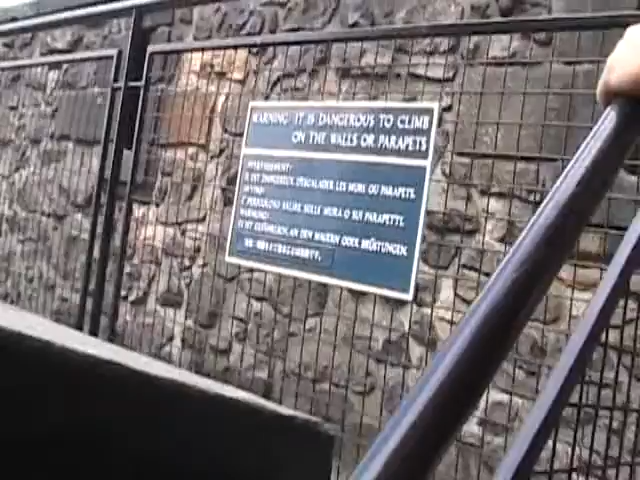 WARNING: IT IS DANGEROUS TO CLIMB
ON THE WALLS OR PARAPETS
AVERTISSEMENT:
IL EST DANGEREUX D'ESCALADER LES MURS OU PARAPETS.
E' PERICOLOSO SALIRE SULLE MURA O SUI PARAPETTI.
WARNUNG:
ES IST GEFÄHRLICH, AN DEN MAUERN ODER BRÜSTUNGEN